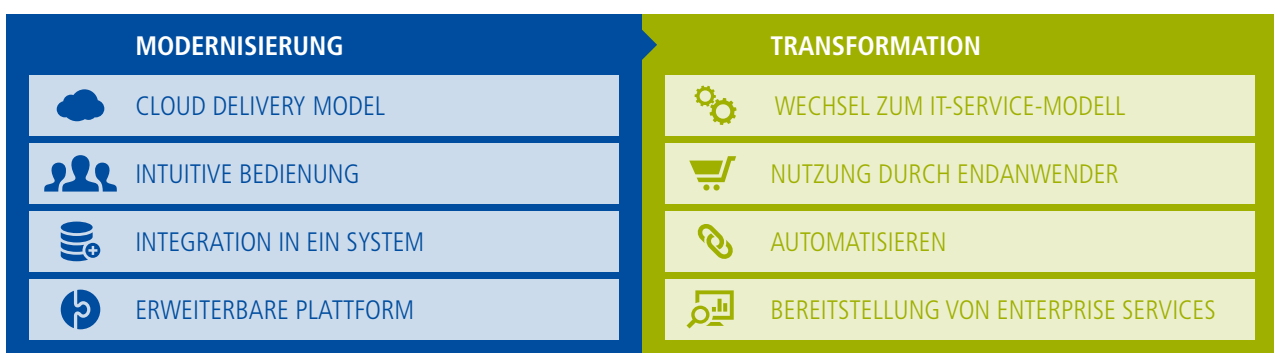 MODERNISIERUNG
CLOUD DELIVERY MODEL
INTUITIVE BEDIENUNG
INTEGRATION IN EIN SYSTEM
ERWEITERBARE PLATTFORM
TRANSFORMATION
WECHSEL ZUM IT-SERVICE-MODELL
NUTZUNG DURCH ENDANWENDER
AUTOMATISIEREN
BEREITSTELLUNG VON ENTERPRISE SERVICES